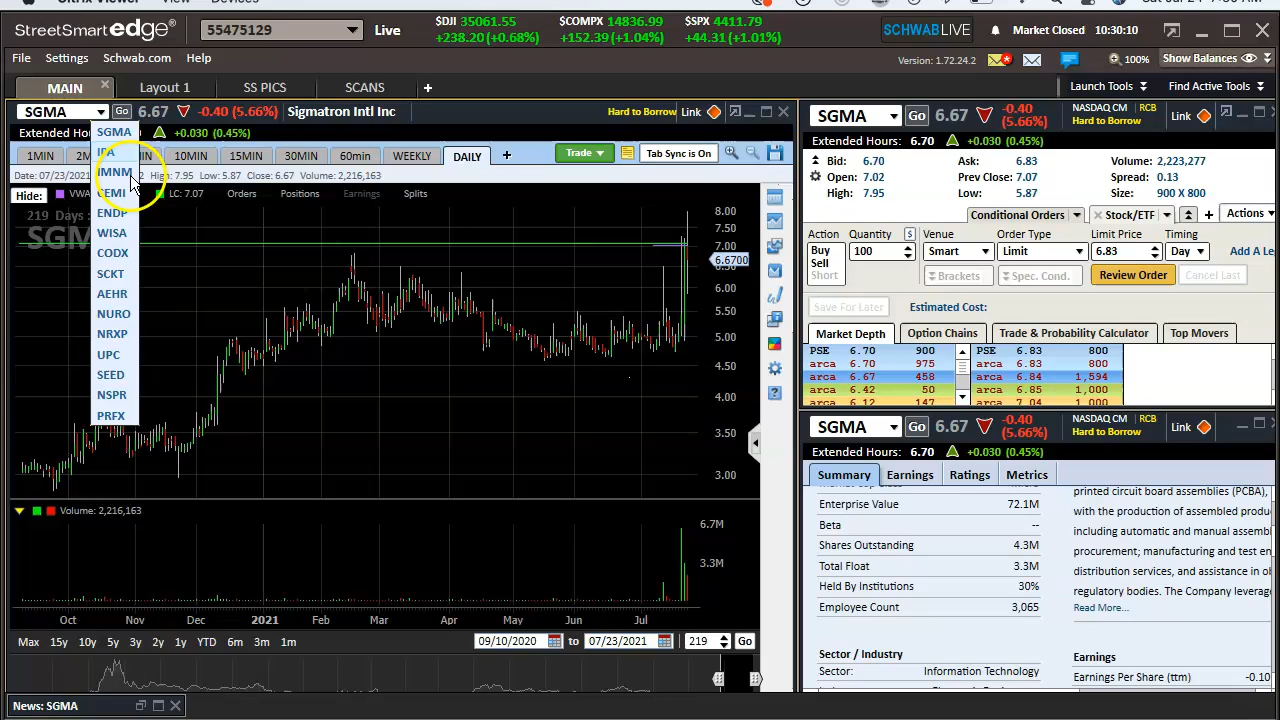 StreetSmart edge
55475129
Live
$DJI 35061.55
+238.20 (+0.68%)
$COMPX 14836.99
+152.39 (+1.04%)
$SPX 4411.79
+44.31 (+1.01%)
SCHWABLIVE
Market Closed
10:30:10
File Settings Schwab.com Help
Version: 1.72.24.2
100%
Show Balances
MAIN
Layout 1
SS PICS
SCANS
+
Launch Tools
Find Active Tools
SGMA
Go
6.67
-0.40 (5.66%)
Sigmatron Intl Inc
Hard to Borrow
Link
+0.030 (0.45%)
1MIN
10MIN
15MIN
30MIN
60min
WEEKLY
DAILY
+
Trade
Tab Sync is On
Date: 07/23/2021
High: 7.95 Low: 5.87 Close: 6.67 Volume: 2,216,163
Hide:
LC: 7.07
Orders
Positions
Earnings
Splits
SGMA
IMNM
CEMI
ENDP
WISA
CODX
SCKT
AEHR
NURO
NRXP
UPC
SEED
NSPR
PRFX
219 Days
8.00
7.50
7.00
6.6700
6.50
6.00
5.50
5.00
4.50
4.00
3.50
3.00
Volume: 2,216,163
6.7M
3.3M
Oct Nov Dec 2021 Feb Mar Apr May Jun Jul
Max 15y 10y 5y 3y 2y 1y YTD 6m 3m 1m
09/10/2020 to 07/23/2021 219 Go
News: SGMA
SGMA
Go
6.67
-0.40
(5.66%)
NASDAQ CM RCB
Hard to Borrow
Link
Extended Hours: 6.70 +0.030 (0.45%)
Bid: 6.70 Ask: 6.83 Volume: 2,223,277
Open: 7.02 Prev Close: 7.07 Spread: 0.13
High: 7.95 Low: 5.87 Size: 900 X 800
Conditional Orders
Stock/ETF
+
Actions
Action Quantity $ Venue Order Type Limit Price Timing
Buy
Sell
Short
100
Smart
Limit
6.83
Day
Add A Le
Brackets
Spec. Cond.
Review Order
Cancel Last
Save For Later
Estimated Cost:
Market Depth
Option Chains
Trade & Probability Calculator
Top Movers
PSE 6.70 900 PSE 6.83 800
arca 6.70 975 arca 6.83 800
arca 6.67 458 arca 6.84 1,594
arca 6.42 50 arca 6.85 1,000
arca 6.12 147 arca 7.04 1,000
SGMA
Go
6.67
-0.40
(5.66%)
NASDAQ CM RCB
Hard to Borrow
Link
Extended Hours: 6.70 +0.030 (0.45%)
Summary
Earnings
Ratings
Metrics
Enterprise Value 72.1M
Beta --
Shares Outstanding 4.3M
Total Float 3.3M
Held By Institutions 30%
Employee Count 3,065
Sector / Industry
Sector: Information Technology
printed circuit board assemblies (PCBA),
with the production of assembled produ
including automatic and manual assemb
procurement; manufacturing and test en
distribution services, and assistance in ob
regulatory bodies. The Company leverage
Read More...
Earnings
Earnings Per Share (ttm) -0.10